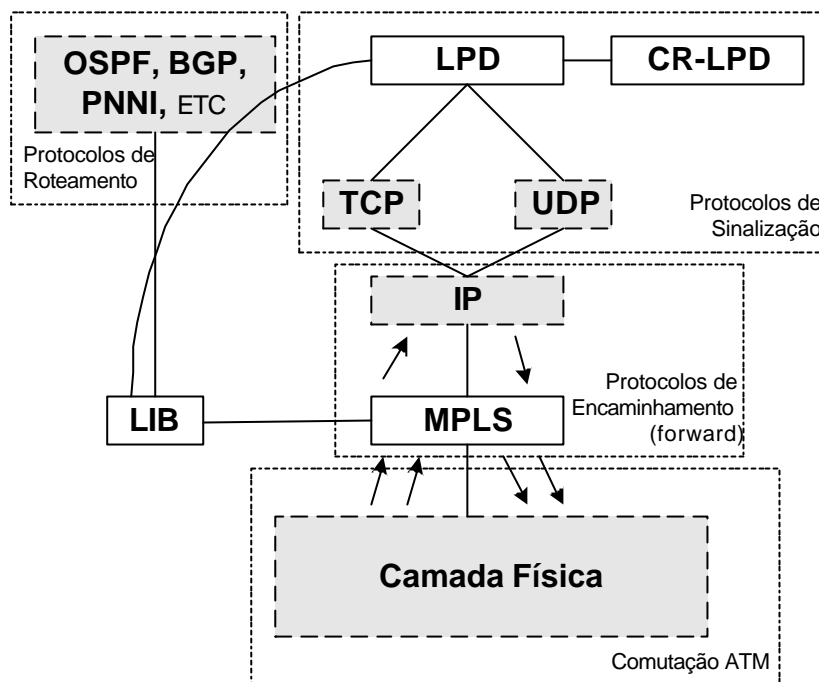 OSPF, BGP,
PNNI, ETC
Protocolos de
Roteamento
LPD
CR-LPD
TCP
UDP
Protocolos de
Sinalização
IP
Protocolos de
Encaminhamento
(forward)
LIB
MPLS
Camada Física
Comutação ATM